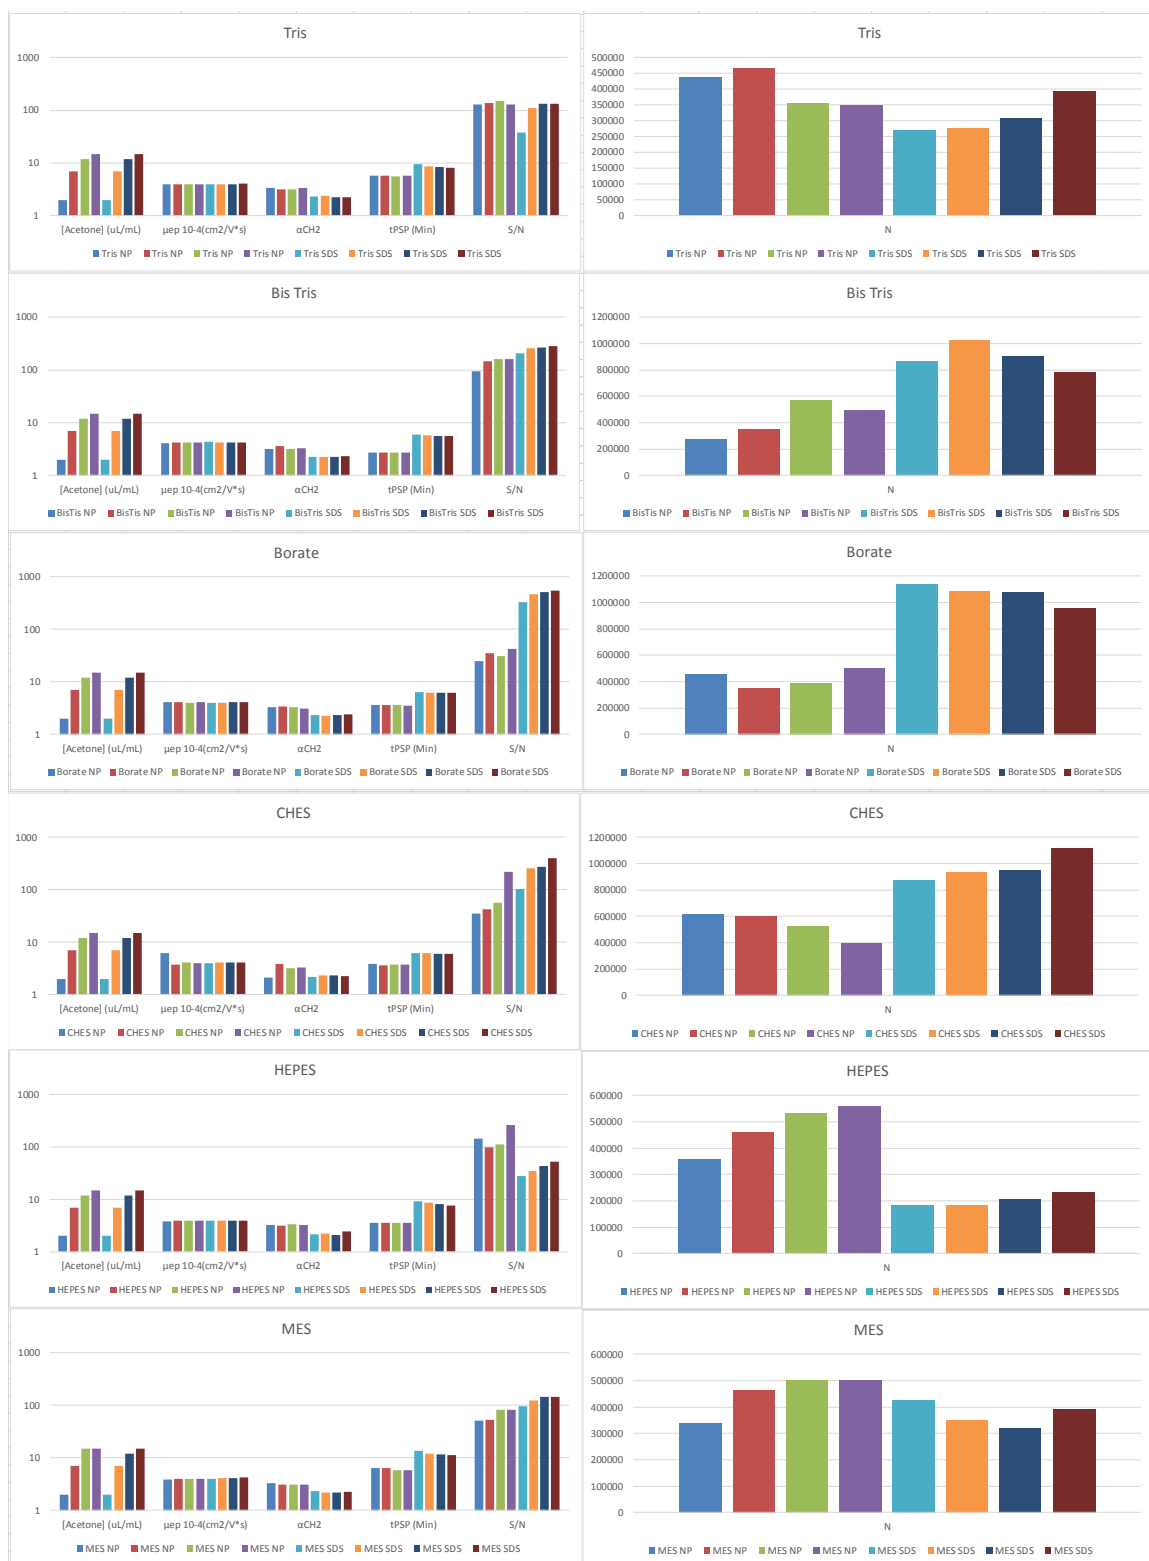 Tris
1000
100
10
1
[Acetone] (uL/mL) μep 10-4(cm2/V*s) αCH2 tPSP (Min) S/N
Tris NP Tris NP Tris NP Tris NP Tris SDS Tris SDS Tris SDS Tris SDS
Tris
500000
450000
400000
350000
300000
250000
200000
150000
100000
50000
0
N
Tris NP Tris NP Tris NP Tris NP Tris SDS Tris SDS Tris SDS Tris SDS
Bis Tris
1000
100
10
1
[Acetone] (uL/mL) μep 10-4(cm2/V*s) αCH2 tPSP (Min) S/N
BisTis NP BisTis NP BisTis NP BisTis NP BisTris SDS BisTris SDS BisTris SDS BisTris SDS
Bis Tris
1200000
1000000
800000
600000
400000
200000
0
N
BisTis NP BisTis NP BisTis NP BisTis NP BisTris SDS BisTris SDS BisTris SDS BisTris SDS
Borate
1000
100
10
1
[Acetone] (uL/mL) μep 10-4(cm2/V*s) αCH2 tPSP (Min) S/N
Borate NP Borate NP Borate NP Borate NP Borate SDS Borate SDS Borate SDS Borate SDS
Borate
1200000
1000000
800000
600000
400000
200000
0
N
Borate NP Borate NP Borate NP Borate NP Borate SDS Borate SDS Borate SDS Borate SDS
CHES
1000
100
10
1
[Acetone] (uL/mL) μep 10-4(cm2/V*s) αCH2 tPSP (Min) S/N
CHES NP CHES NP CHES NP CHES NP CHES SDS CHES SDS CHES SDS CHES SDS
CHES
1200000
1000000
800000
600000
400000
200000
0
N
CHES NP CHES NP CHES NP CHES NP CHES SDS CHES SDS CHES SDS CHES SDS
HEPES
1000
100
10
1
[Acetone] (uL/mL) μep 10-4(cm2/V*s) αCH2 tPSP (Min) S/N
HEPES NP HEPES NP HEPES NP HEPES NP HEPES SDS HEPES SDS HEPES SDS HEPES SDS
HEPES
600000
500000
400000
300000
200000
100000
0
N
HEPES NP HEPES NP HEPES NP HEPES NP HEPES SDS HEPES SDS HEPES SDS HEPES SDS
MES
1000
100
10
1
[Acetone] (uL/mL) μep 10-4(cm2/V*s) αCH2 tPSP (Min) S/N
MES NP MES NP MES NP MES NP MES SDS MES SDS MES SDS MES SDS
MES
600000
500000
400000
300000
200000
100000
0
N
MES NP MES NP MES NP MES NP MES SDS MES SDS MES SDS MES SDS